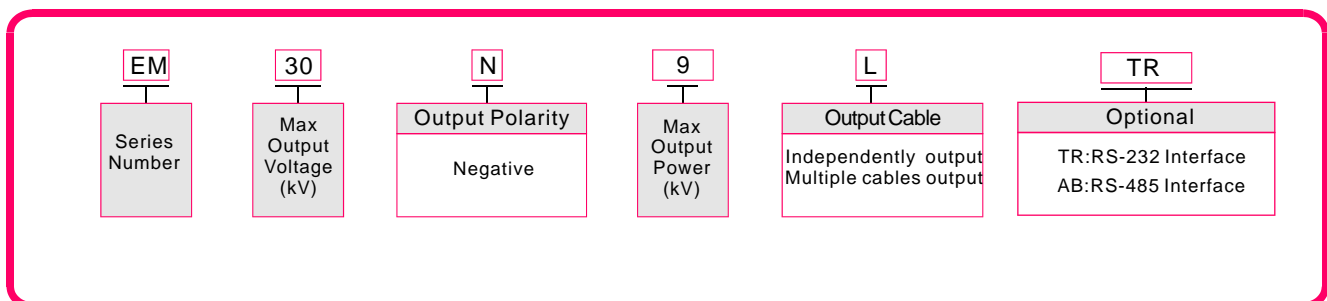 EM
30
N
9
L
TR
Series
Number
Max
Output
Voltage
(kV)
Output Polarity
Negative
Max
Output
Power
(kV)
Output Cable
Independently output
Multiple cables output
Optional
TR:RS-232 Interface
AB:RS-485 Interface